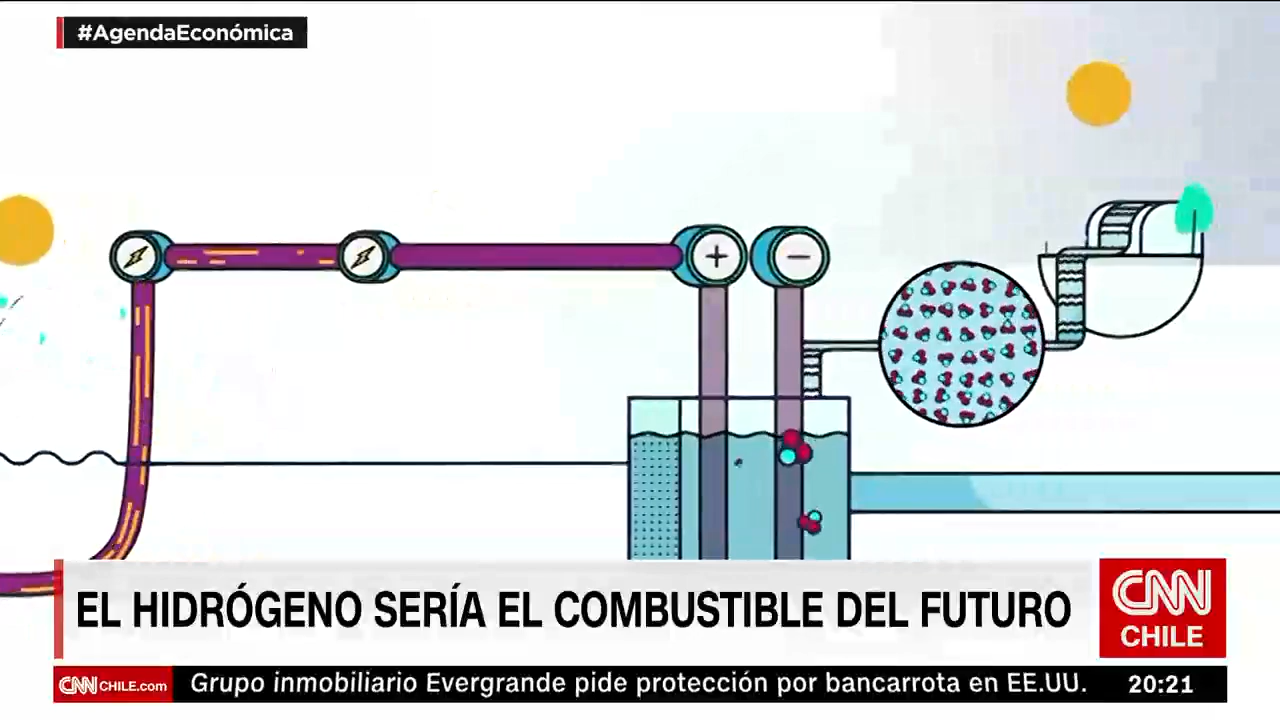 #AgendaEconómica
+ −
EL HIDRÓGENO SERÍA EL COMBUSTIBLE DEL FUTURO
CNN
CHILE
CNNCHILE.com Grupo inmobiliario Evergrande pide protección por bancarrota en EE.UU. 20:21